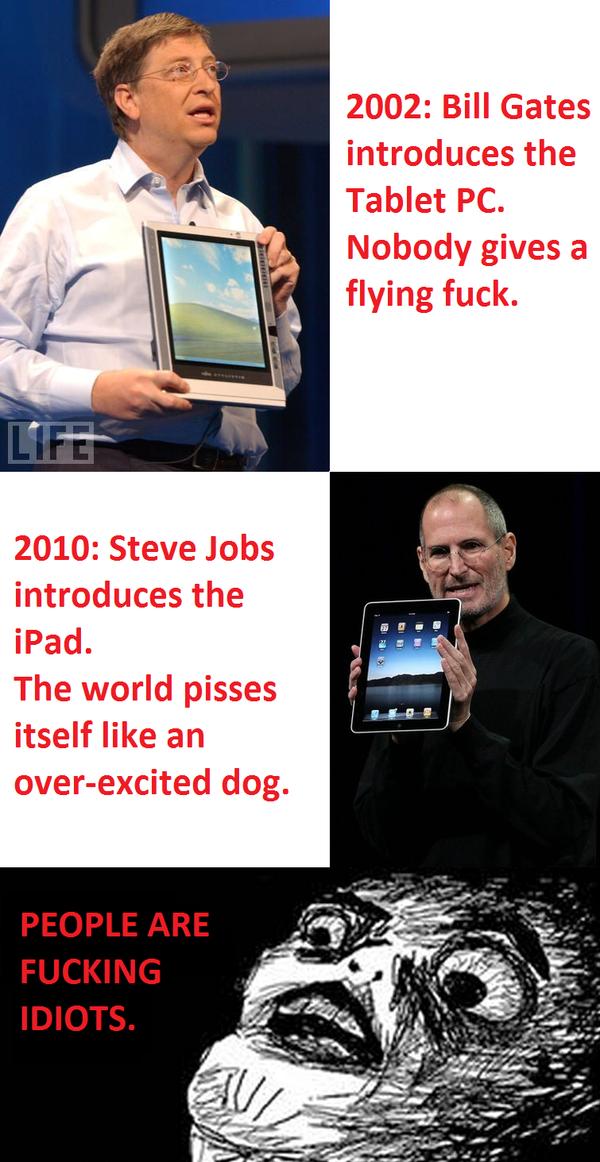 2002: Bill Gates
introduces the
Tablet PC.
Nobody gives a
flying fuck.
LIFE
2010: Steve Jobs
introduces the
iPad.
The world pisses
itself like an
over-excited dog.
PEOPLE ARE
FUCKING
IDIOTS.